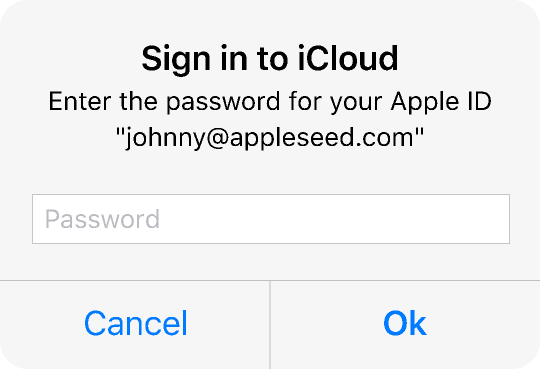 Sign in to iCloud
Enter the password for your Apple ID
"johnny@appleseed.com"
Password
Cancel
Ok